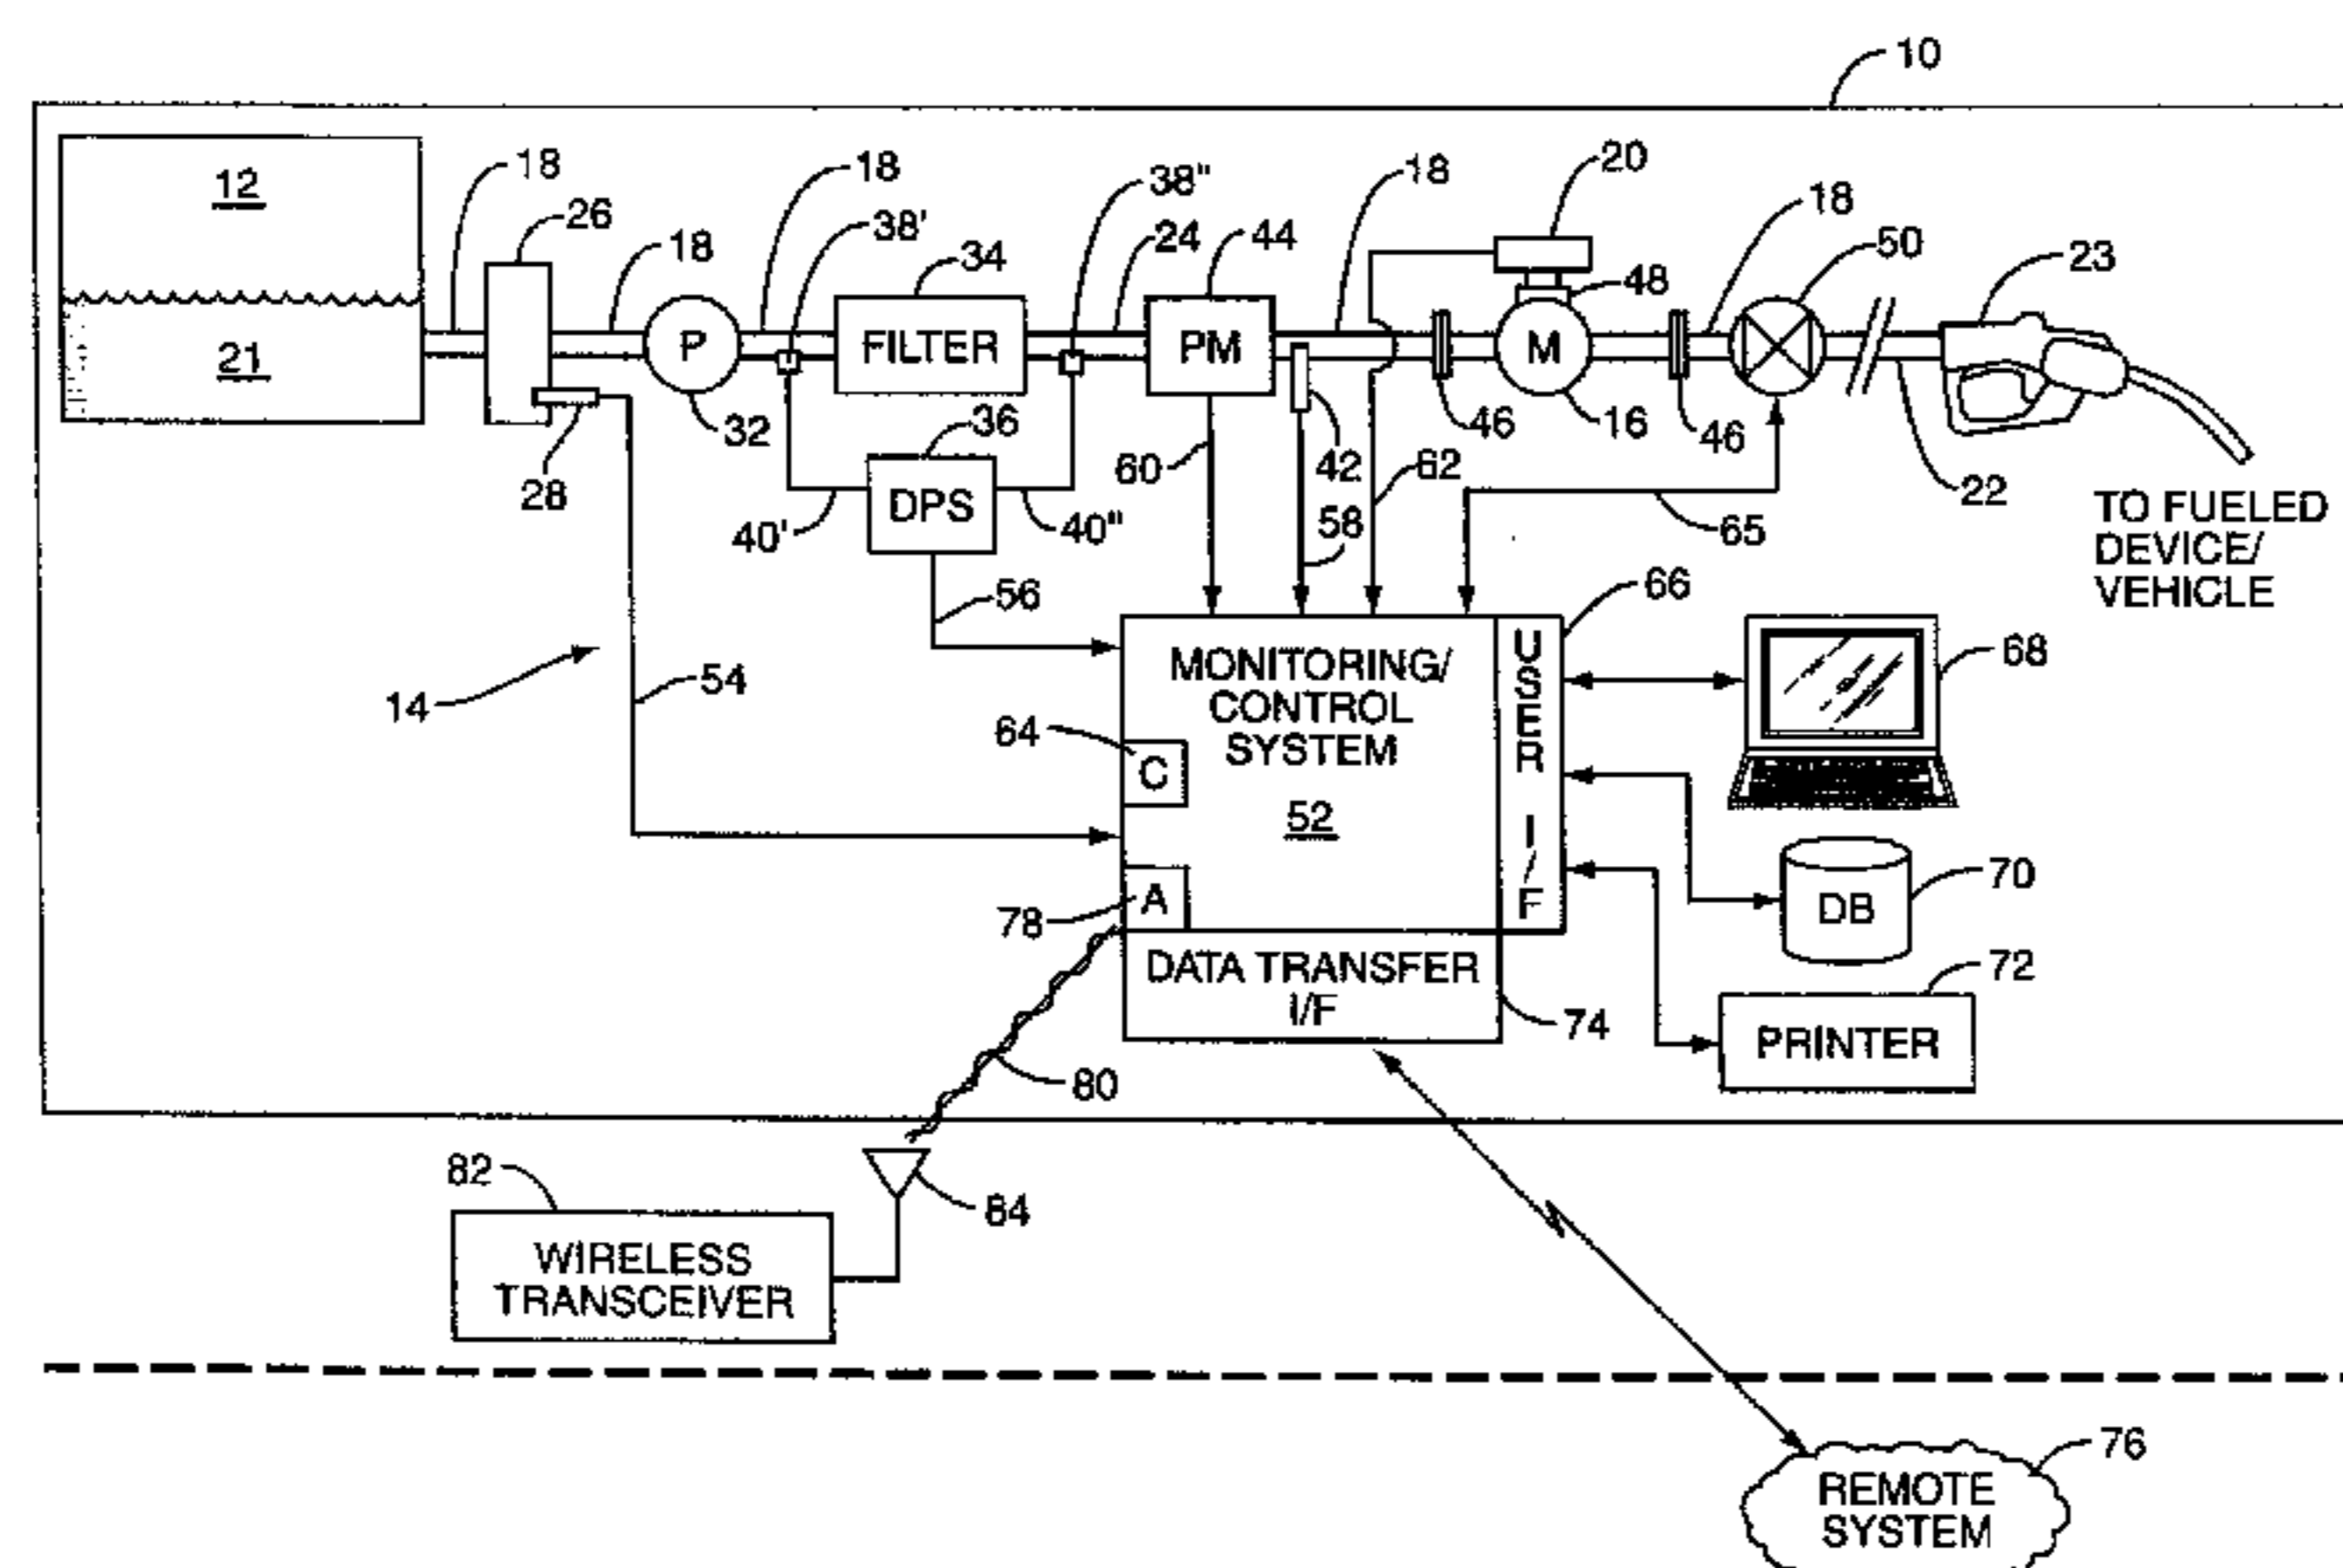 10
12
18
26
18
18
38'
34
38"
24
44
18
20
48
18
50
23
21
P
FILTER
PM
M
32
36
28
DPS
40'
40"
60
42
58
62
46
16
46
65
22
TO FUELED
DEVICE/
VEHICLE
56
66
14
54
MONITORING/
CONTROL
SYSTEM
USER I/F
68
64
C
52
78
A
DB
70
DATA TRANSFER
I/F
74
72
PRINTER
80
82
84
WIRELESS
TRANSCEIVER
76
REMOTE
SYSTEM